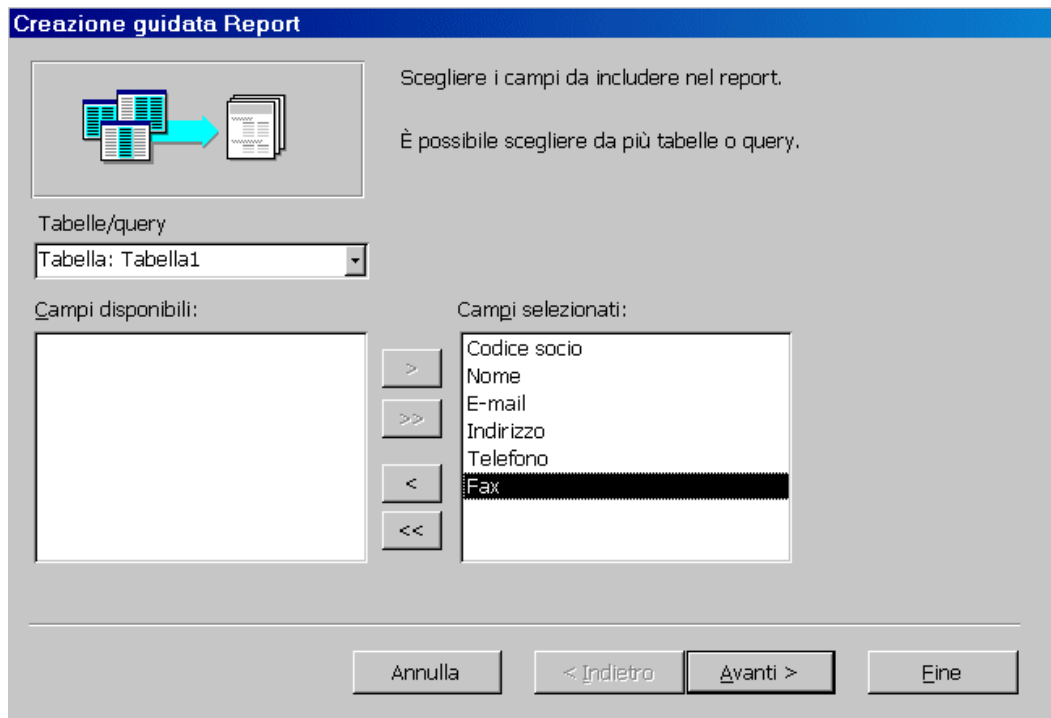 Creazione guidata Report
Scegliere i campi da includere nel report.
È possibile scegliere da più tabelle o query.
Tabelle/query
Tabella: Tabella1
Campi disponibili:
Campi selezionati:
Codice socio
Nome
E-mail
Indirizzo
Telefono
Fax
>
>>
<
<<
Annulla
< Indietro
Avanti >
Fine